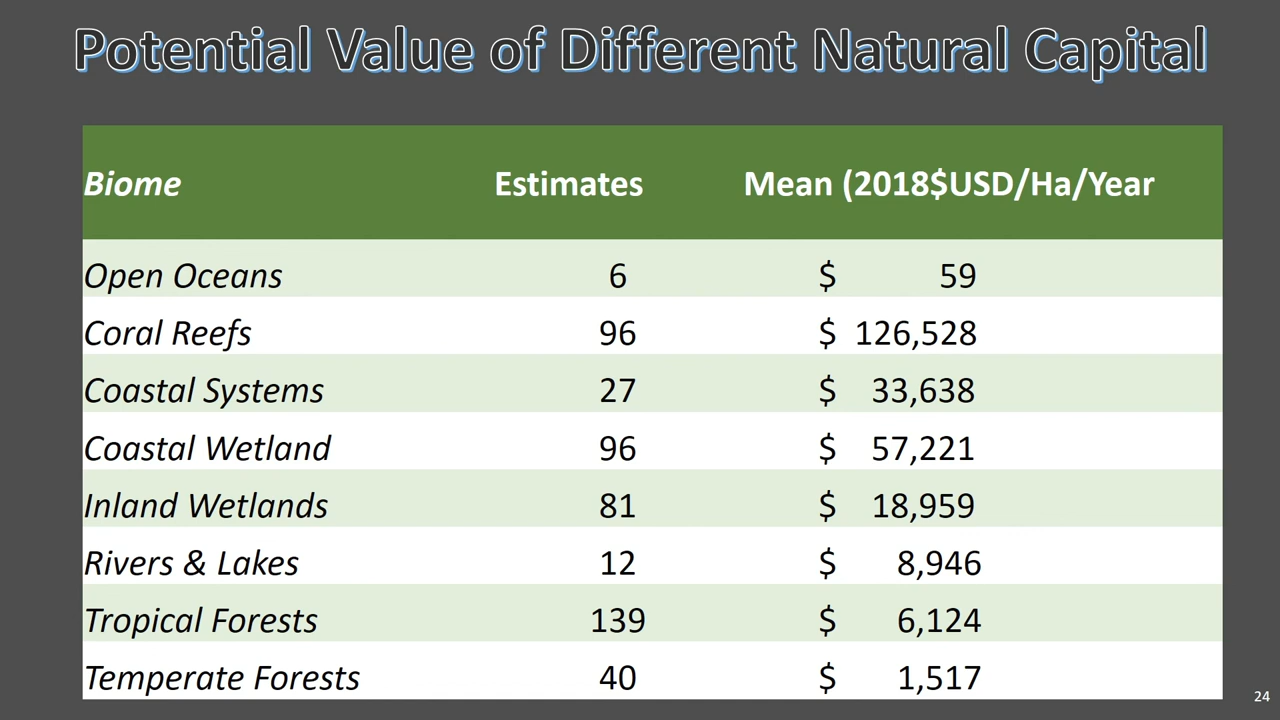 Potential Value of Different Natural Capital
Biome Estimates Mean (2018$USD/Ha/Year
Open Oceans 6 $ 59
Coral Reefs 96 $ 126,528
Coastal Systems 27 $ 33,638
Coastal Wetland 96 $ 57,221
Inland Wetlands 81 $ 18,959
Rivers & Lakes 12 $ 8,946
Tropical Forests 139 $ 6,124
Temperate Forests 40 $ 1,517
24